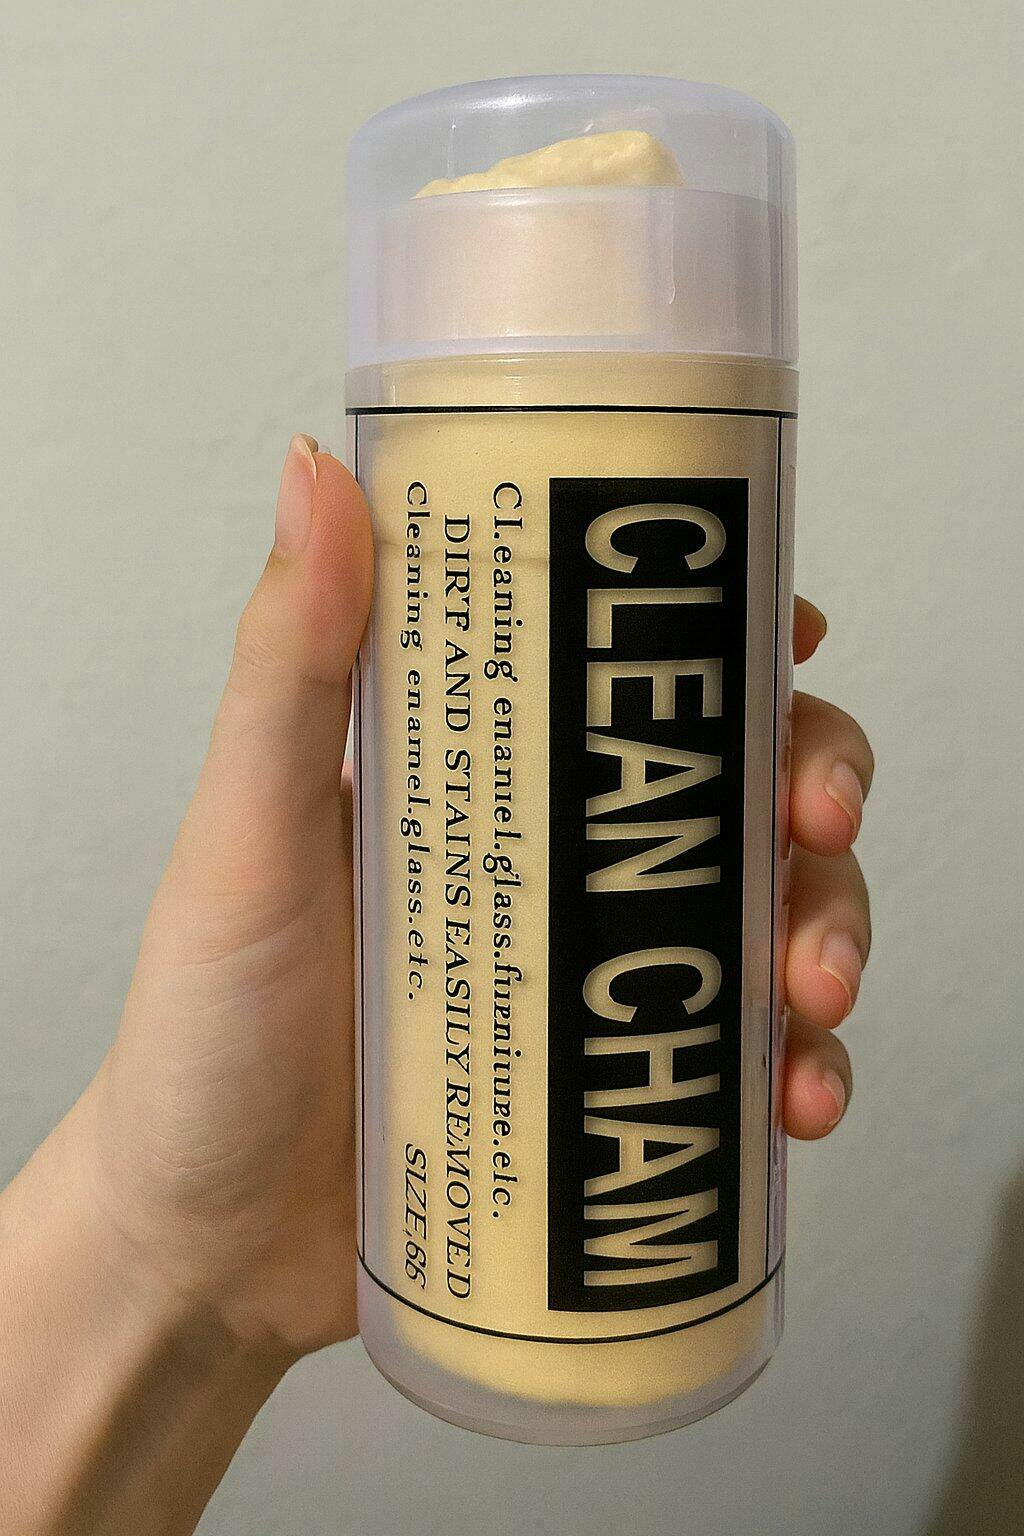 CLEAN CHAM
CLeaning enamel.glass.furniture.etc.
DIRT AND STAINS EASILY REMOVED
Cleaning enamel.glass.etc.
SIZE,66